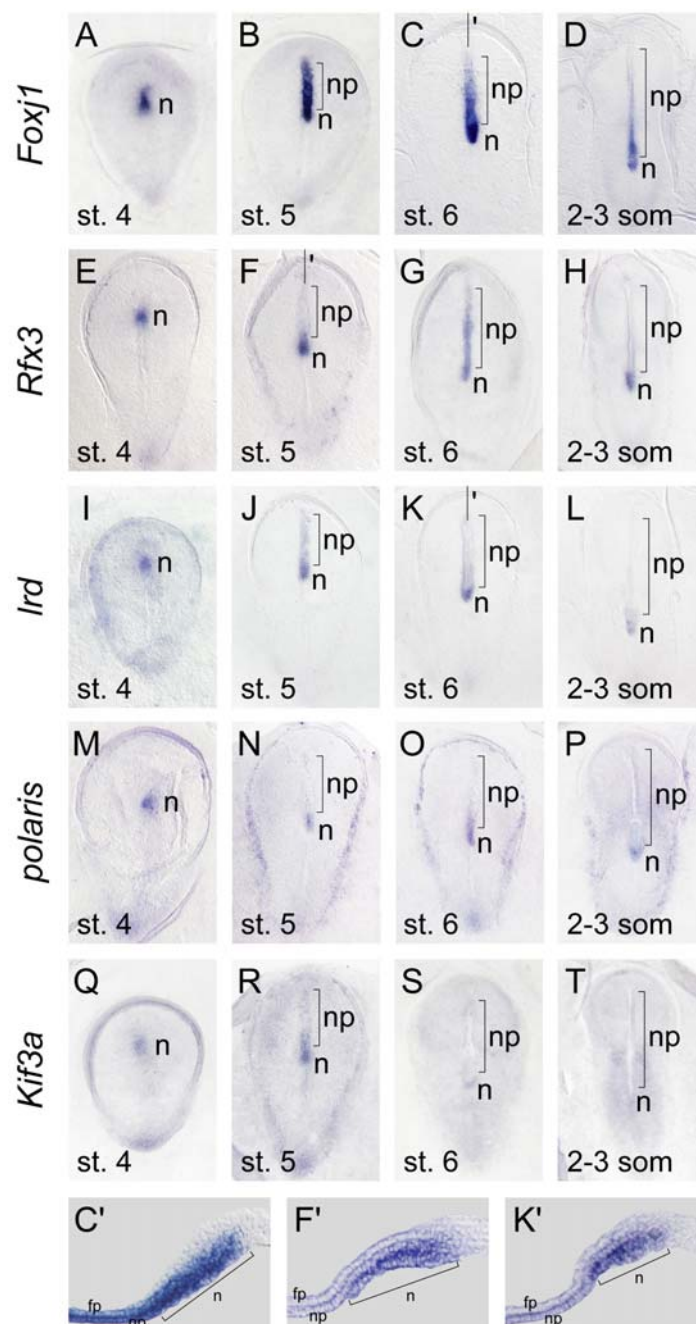 Foxj1
A
n
st. 4
B
np
n
st. 5
C
'
np
n
st. 6
D
np
n
2-3 som
Rfx3
E
n
st. 4
F
'
np
n
st. 5
G
np
n
st. 6
H
np
n
2-3 som
lrd
I
n
st. 4
J
np
n
st. 5
K
'
np
n
st. 6
L
np
n
2-3 som
polaris
M
n
st. 4
N
np
n
st. 5
O
np
n
st. 6
P
np
n
2-3 som
Kif3a
Q
n
st. 4
R
np
n
st. 5
S
np
n
st. 6
T
np
n
2-3 som
C'
fp
np
n
F'
fp
np
n
K'
fp
np
n